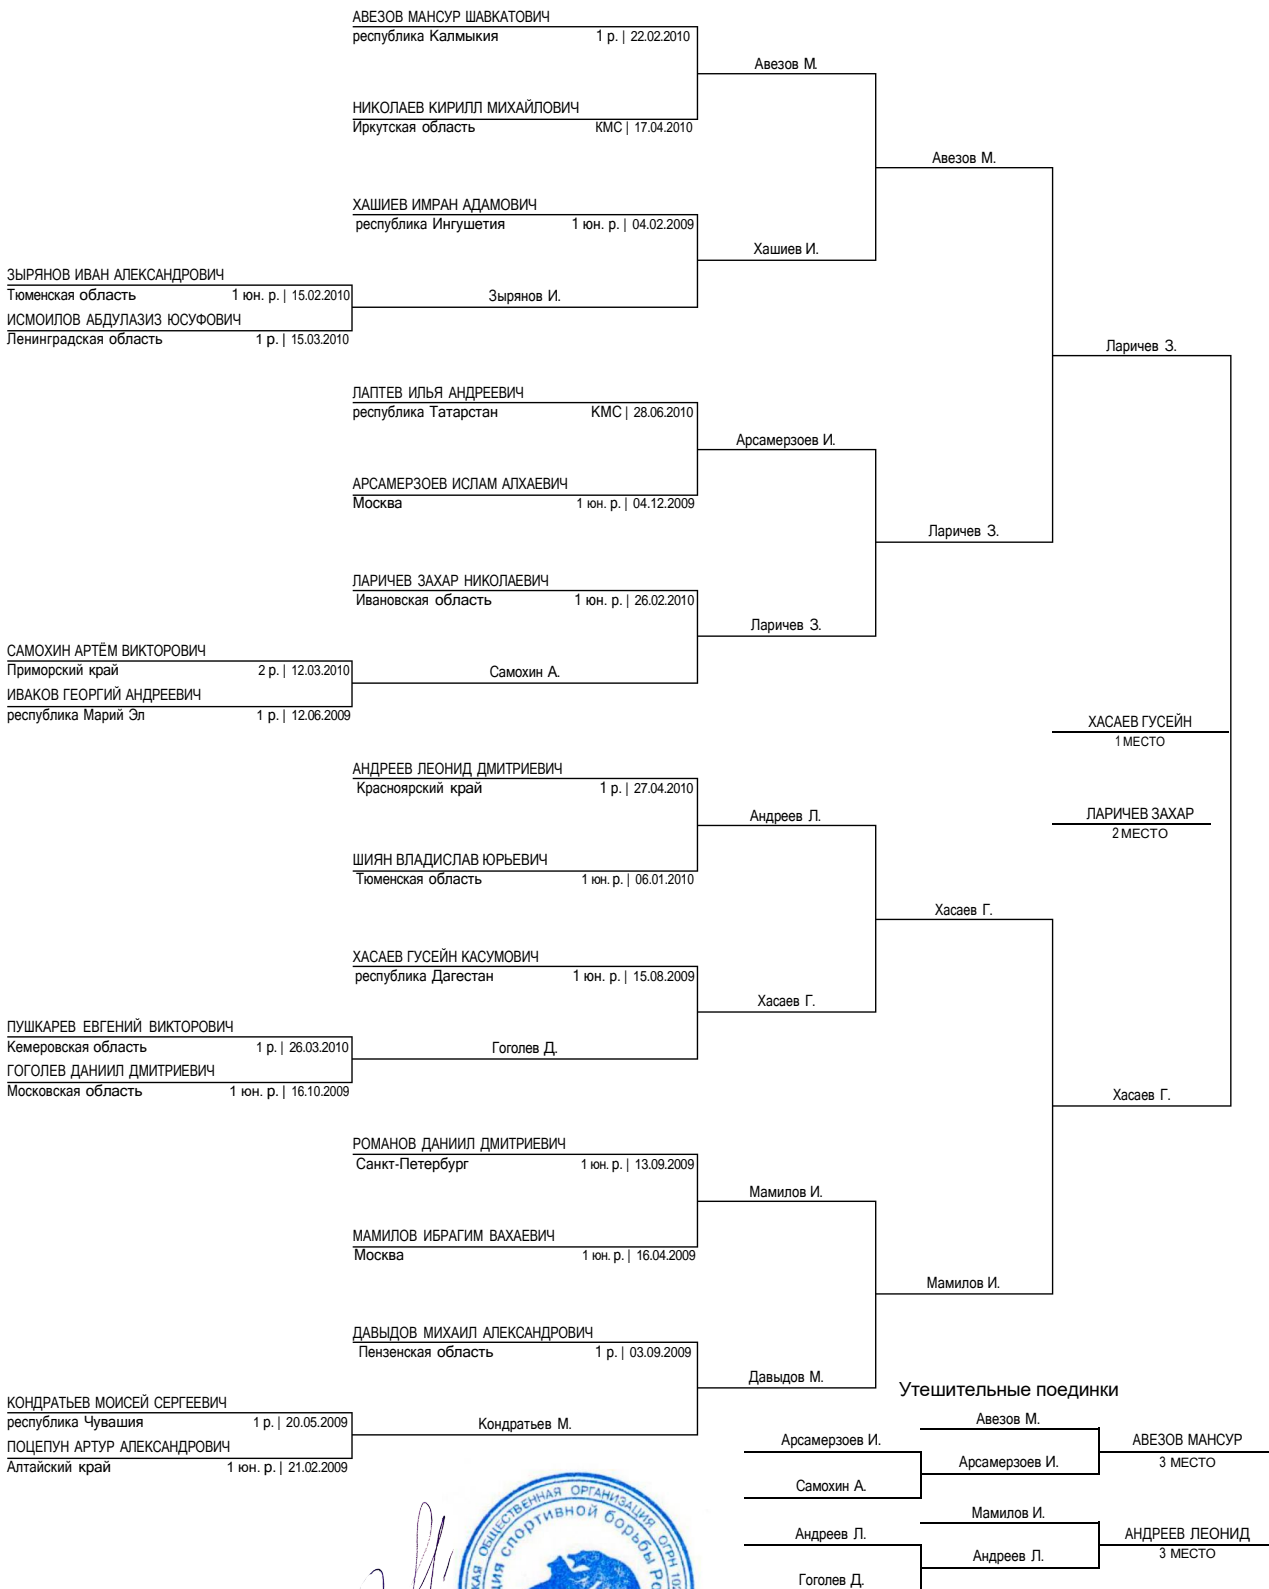 АВЕЗОВ МАНСУР ШАВКАТОВИЧ
республика Калмыкия 1 р. | 22.02.2010
Авезов М.
НИКОЛАЕВ КИРИЛЛ МИХАЙЛОВИЧ
Иркутская область КМС | 17.04.2010
Авезов М.
ХАШИЕВ ИМРАН АДАМОВИЧ
республика Ингушетия 1 юн. р. | 04.02.2009
Хашиев И.
ЗЫРЯНОВ ИВАН АЛЕКСАНДРОВИЧ
Тюменская область 1 юн. р. | 15.02.2010
Зырянов И.
ИСМОИЛОВ АБДУЛАЗИЗ ЮСУФОВИЧ
Ленинградская область 1 р. | 15.03.2010
Ларичев З.
ЛАПТЕВ ИЛЬЯ АНДРЕЕВИЧ
республика Татарстан КМС | 28.06.2010
Арсамерзоев И.
АРСАМЕРЗОЕВ ИСЛАМ АЛХАЕВИЧ
Москва 1 юн. р. | 04.12.2009
Ларичев З.
ЛАРИЧЕВ ЗАХАР НИКОЛАЕВИЧ
Ивановская область 1 юн. р. | 26.02.2010
Ларичев З.
САМОХИН АРТЁМ ВИКТОРОВИЧ
Приморский край 2 р. | 12.03.2010
Самохин А.
ИВАКОВ ГЕОРГИЙ АНДРЕЕВИЧ
республика Марий Эл 1 р. | 12.06.2009
ХАСАЕВ ГУСЕЙН
1 МЕСТО
АНДРЕЕВ ЛЕОНИД ДМИТРИЕВИЧ
Красноярский край 1 р. | 27.04.2010
Андреев Л.
ЛАРИЧЕВ ЗАХАР
2 МЕСТО
ШИЯН ВЛАДИСЛАВ ЮРЬЕВИЧ
Тюменская область 1 юн. р. | 06.01.2010
Хасаев Г.
ХАСАЕВ ГУСЕЙН КАСУМОВИЧ
республика Дагестан 1 юн. р. | 15.08.2009
Хасаев Г.
ПУШКАРЕВ ЕВГЕНИЙ ВИКТОРОВИЧ
Кемеровская область 1 р. | 26.03.2010
Гоголев Д.
ГОГОЛЕВ ДАНИИЛ ДМИТРИЕВИЧ
Московская область 1 юн. р. | 16.10.2009
Хасаев Г.
РОМАНОВ ДАНИИЛ ДМИТРИЕВИЧ
Санкт-Петербург 1 юн. р. | 13.09.2009
Мамилов И.
МАМИЛОВ ИБРАГИМ ВАХАЕВИЧ
Москва 1 юн. р. | 16.04.2009
Мамилов И.
ДАВЫДОВ МИХАИЛ АЛЕКСАНДРОВИЧ
Пензенская область 1 р. | 03.09.2009
Давыдов М.
КОНДРАТЬЕВ МОИСЕЙ СЕРГЕЕВИЧ
республика Чувашия 1 р. | 20.05.2009
Кондратьев М.
ПОЦЕПУН АРТУР АЛЕКСАНДРОВИЧ
Алтайский край 1 юн. р. | 21.02.2009
Утешительные поединки
Авезов М.
Арсамерзоев И.
АВЕЗОВ МАНСУР
Арсамерзоев И.
3 МЕСТО
Самохин А.
Мамилов И.
Андреев Л.
АНДРЕЕВ ЛЕОНИД
Андреев Л.
3 МЕСТО
Гоголев Д.
ОБЩЕСТВЕННАЯ ОРГАНИЗАЦИЯ ОГРН
спортивной борьбы